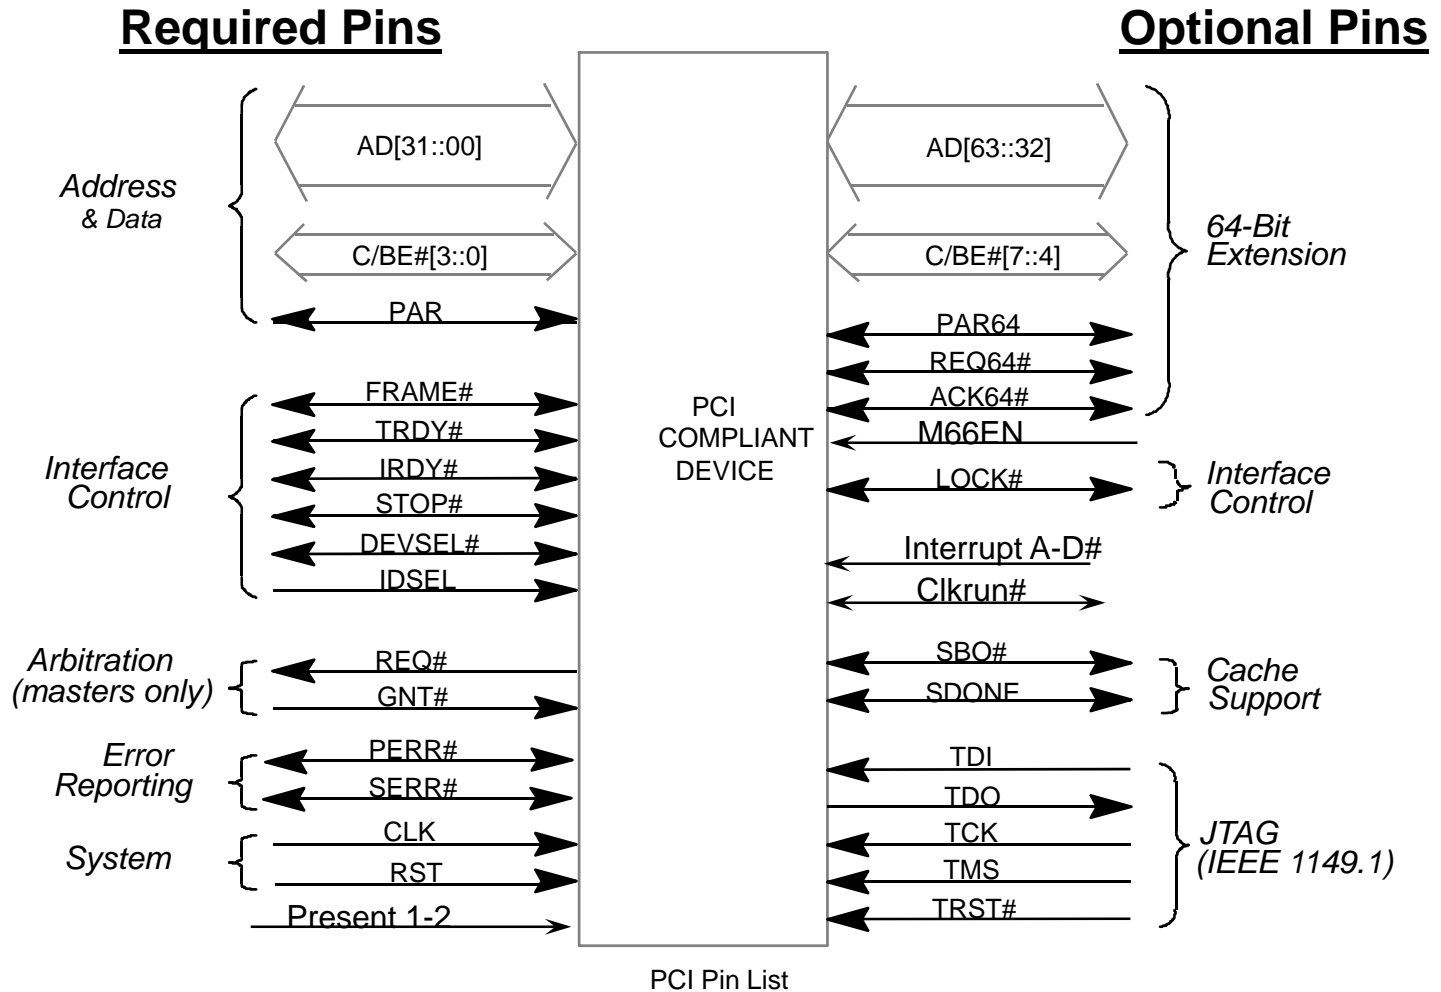 Required Pins
Optional Pins
Address
& Data
AD[31::00]
C/BE#[3::0]
PAR
Interface
Control
FRAME#
TRDY#
IRDY#
STOP#
DEVSEL#
IDSEL
Arbitration
(masters only)
REQ#
GNT#
Error
Reporting
PERR#
SERR#
System
CLK
RST
Present 1-2
PCI
COMPLIANT
DEVICE
AD[63::32]
C/BE#[7::4]
PAR64
REQ64#
ACK64#
64-Bit
Extension
M66EN
LOCK#
Interface
Control
Interrupt A-D#
Clkrun#
SBO#
SDONE
Cache
Support
TDI
TDO
TCK
TMS
TRST#
JTAG
(IEEE 1149.1)
PCI Pin List